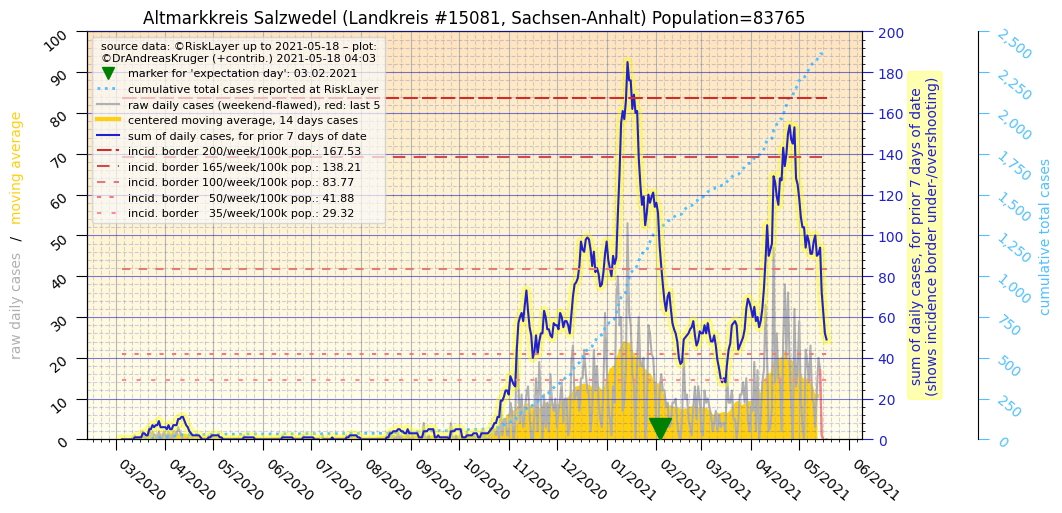 Altmarkkreis Salzwedel (Landkreis #15081, Sachsen-Anhalt) Population=83765
source data: ©RiskLayer up to 2021-05-18 – plot:
©DrAndreasKruger (+contrib.) 2021-05-18 04:03
marker for 'expectation day': 03.02.2021
cumulative total cases reported at RiskLayer
raw daily cases (weekend-flawed), red: last 5
centered moving average, 14 days cases
sum of daily cases, for prior 7 days of date
incid. border 200/week/100k pop.: 167.53
incid. border 165/week/100k pop.: 138.21
incid. border 100/week/100k pop.: 83.77
incid. border   50/week/100k pop.: 41.88
incid. border   35/week/100k pop.: 29.32
raw daily cases / moving average
100
90
80
70
60
50
40
30
20
10
0
03/2020
04/2020
05/2020
06/2020
07/2020
08/2020
09/2020
10/2020
11/2020
12/2020
01/2021
02/2021
03/2021
04/2021
05/2021
06/2021
200
180
160
140
120
100
80
60
40
20
0
sum of daily cases, for prior 7 days of date
(shows incidence border under-/overshooting)
2,500
2,250
2,000
1,750
1,500
1,250
1,000
750
500
250
0
cumulative total cases